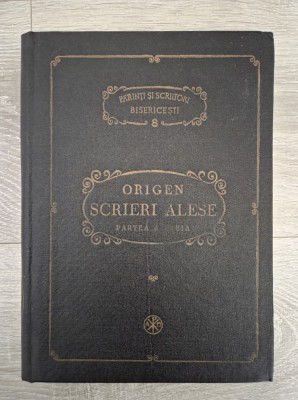 PĂRINȚI ȘI SCRIITORI
BISERICEȘTI
8
ORIGEN
SCRIERI ALESE
PARTEA